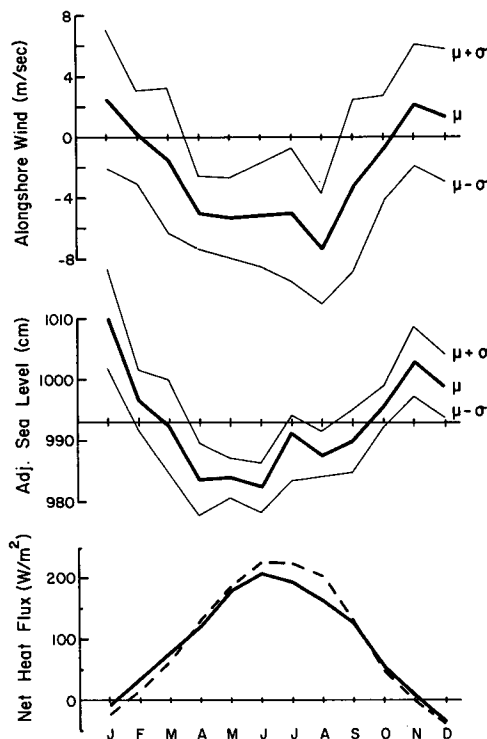 Alongshore Wind (m/sec)
8
4
0
-4
-8
μ+σ
μ
μ-σ
Adj. Sea Level (cm)
1010
1000
990
980
μ+σ
μ
μ-σ
Net Heat Flux (W/m²)
200
100
0
J F M A M J J A S O N D